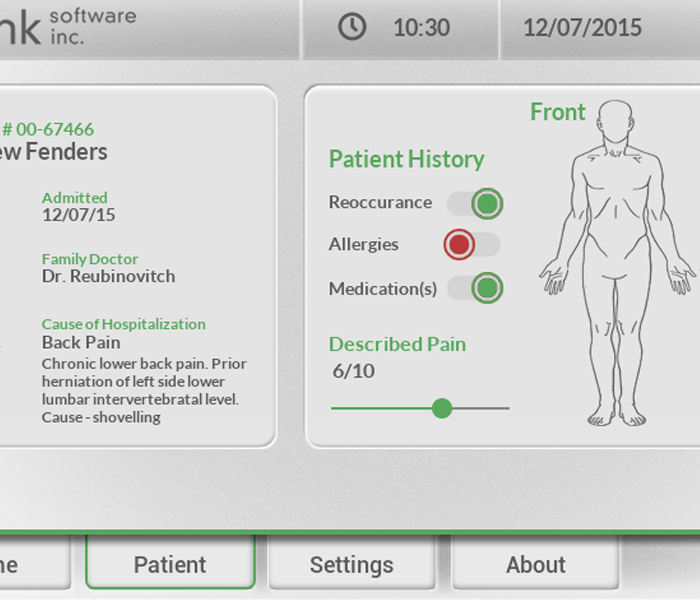 nk software
inc.
10:30
12/07/2015
# 00-67466
ew Fenders
Admitted
12/07/15
Family Doctor
Dr. Reubinovitch
Cause of Hospitalization
Back Pain
Chronic lower back pain. Prior
herniation of left side lower
lumbar intervertebratal level.
Cause - shovelling
Front
Patient History
Reoccurance
Allergies
Medication(s)
Described Pain
6/10
ne
Patient
Settings
About